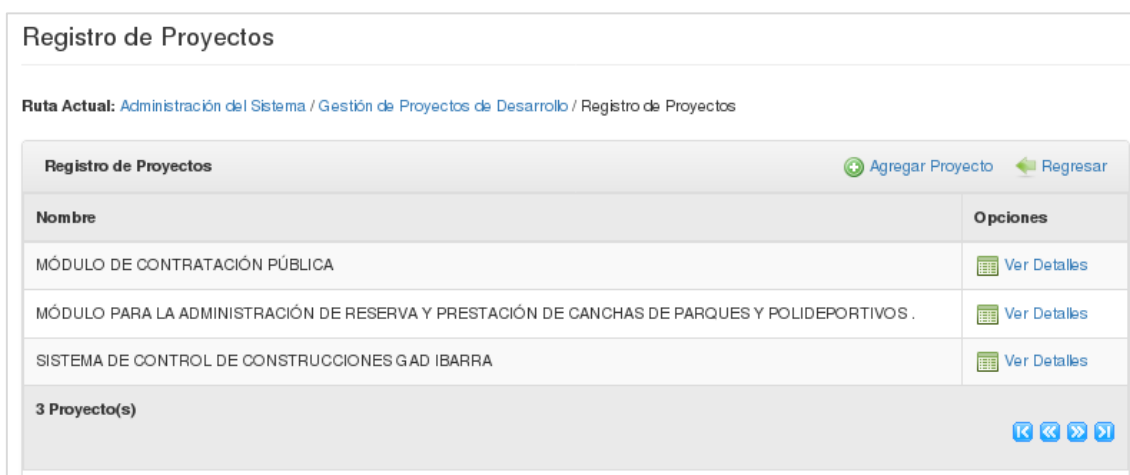 Registro de Proyectos
Ruta Actual: Administración del Sistema / Gestión de Proyectos de Desarrollo / Registro de Proyectos
Registro de Proyectos Agregar Proyecto Regresar
Nombre Opciones
MÓDULO DE CONTRATACIÓN PÚBLICA Ver Detalles
MÓDULO PARA LA ADMINISTRACIÓN DE RESERVA Y PRESTACIÓN DE CANCHAS DE PARQUES Y POLIDEPORTIVOS . Ver Detalles
SISTEMA DE CONTROL DE CONSTRUCCIONES GAD IBARRA Ver Detalles
3 Proyecto(s)